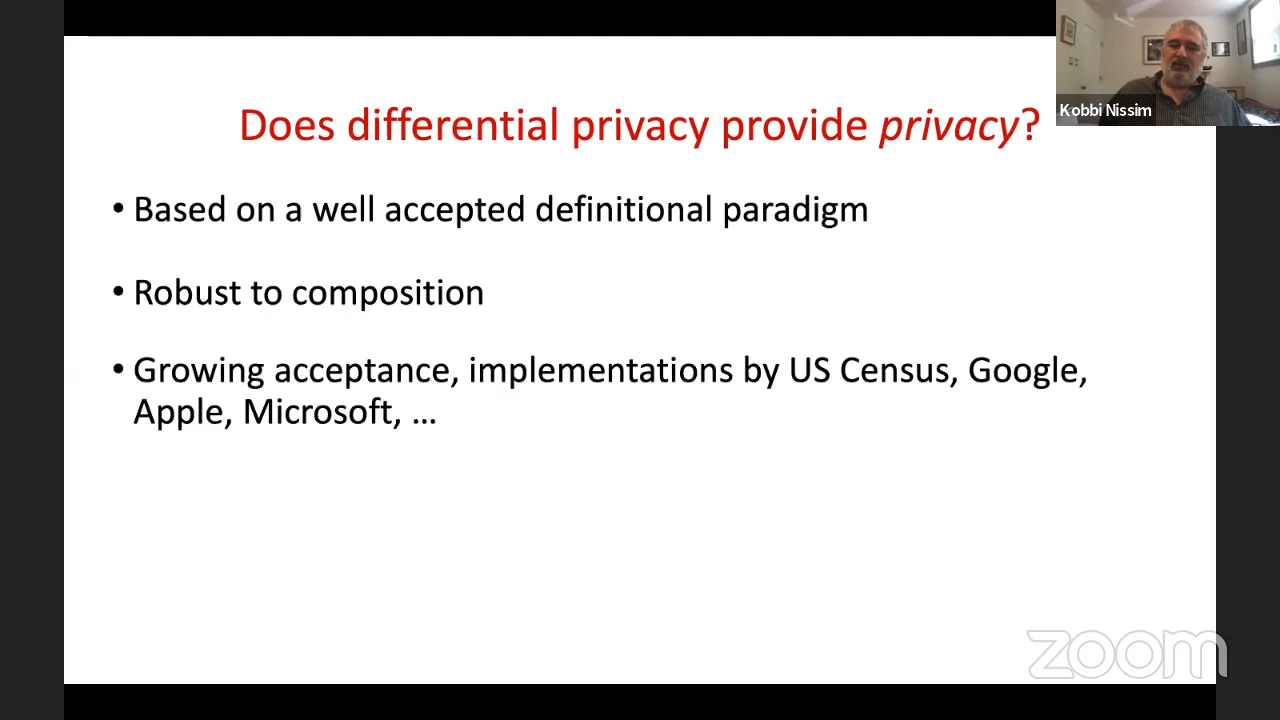 Does differential privacy provide privacy?
Kobbi Nissim
• Based on a well accepted definitional paradigm
• Robust to composition
• Growing acceptance, implementations by US Census, Google,
Apple, Microsoft, ...
zoom